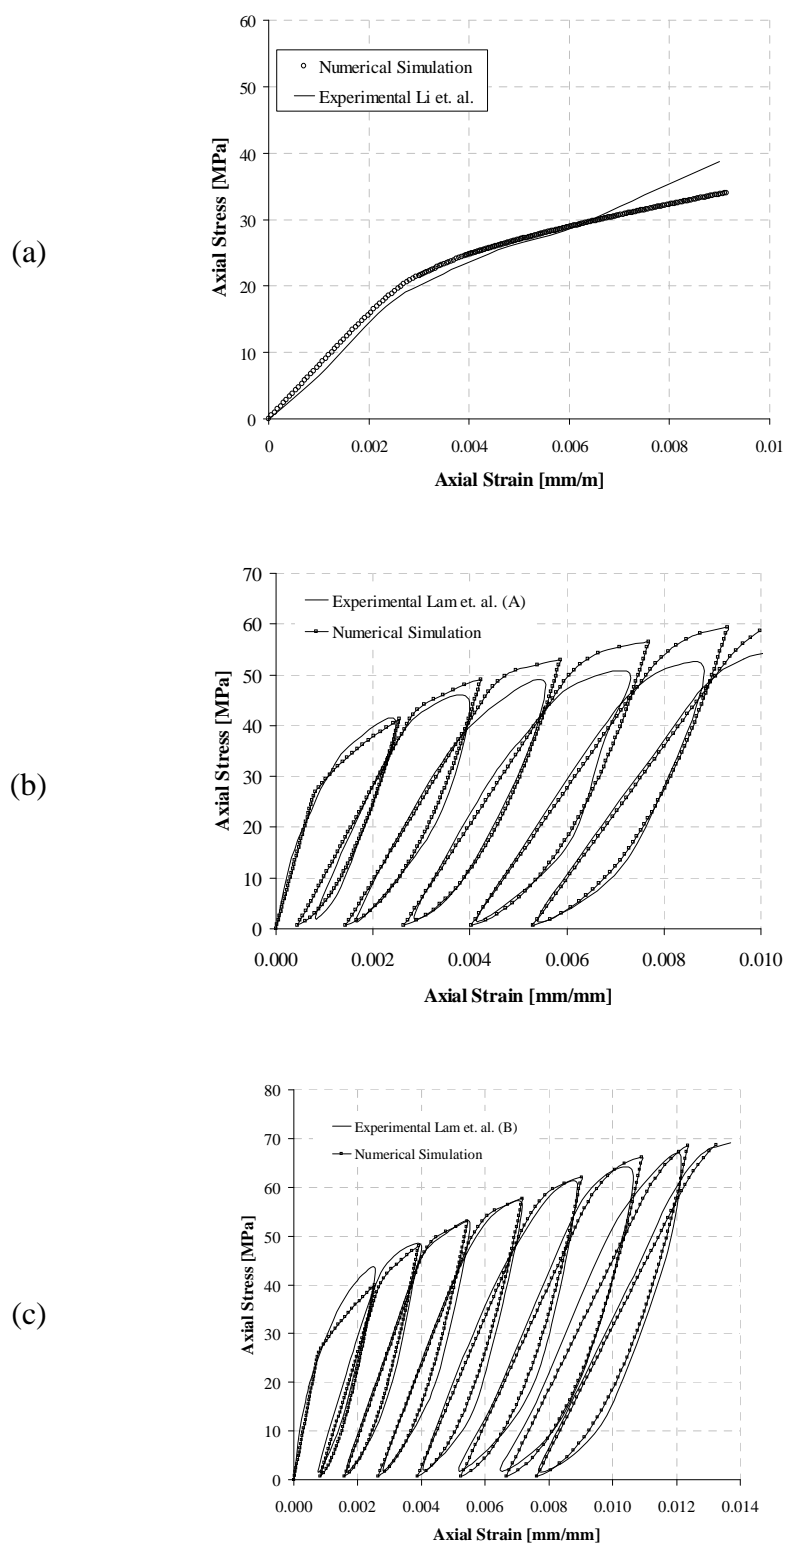 (a)
60
50
40
30
20
10
0
Axial Stress [MPa]
Numerical Simulation
Experimental Li et. al.
0 0.002 0.004 0.006 0.008 0.01
Axial Strain [mm/m]
(b)
70
60
50
40
30
20
10
0
Axial Stress [MPa]
Experimental Lam et. al. (A)
Numerical Simulation
0.000 0.002 0.004 0.006 0.008 0.010
Axial Strain [mm/mm]
(c)
80
70
60
50
40
30
20
10
0
Axial Stress [MPa]
Experimental Lam et. al. (B)
Numerical Simulation
0.000 0.002 0.004 0.006 0.008 0.010 0.012 0.014
Axial Strain [mm/mm]